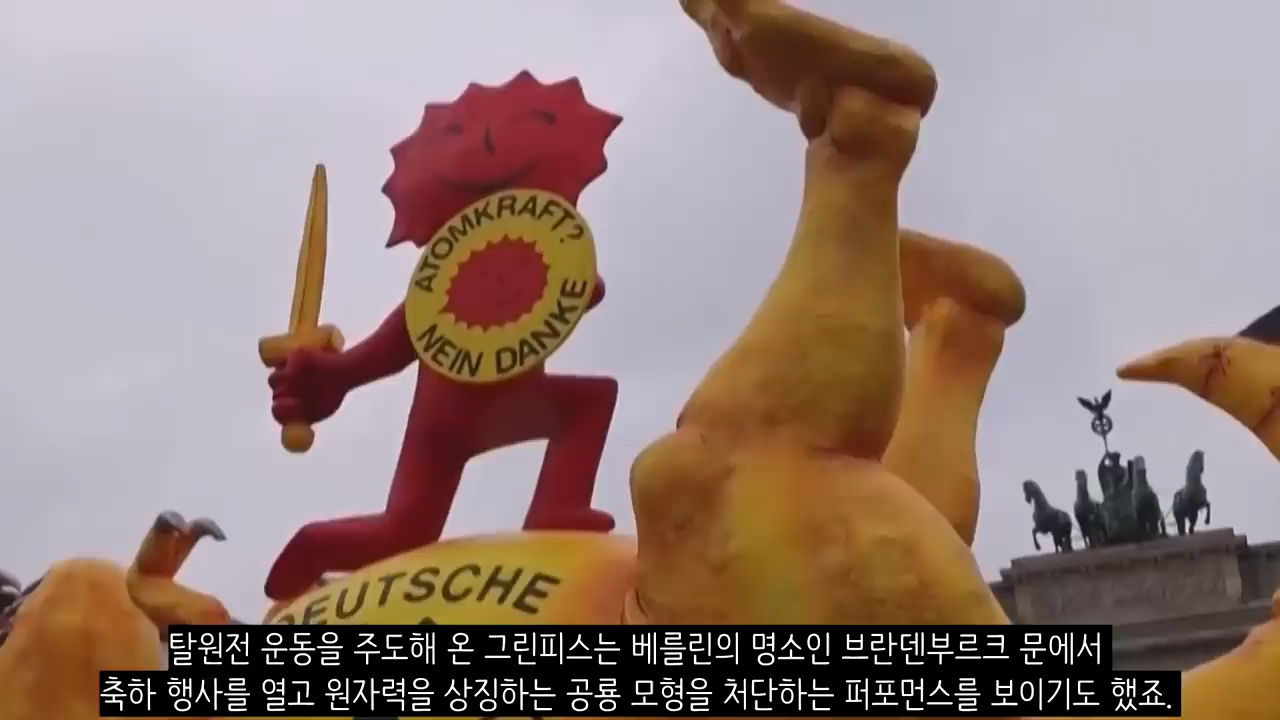 ATOMKRAFT?
NEIN DANKE
DEUTSCHE
탈원전 운동을 주도해 온 그린피스는 베를린의 명소인 브란덴부르크 문에서
축하 행사를 열고 원자력을 상징하는 공룡 모형을 처단하는 퍼포먼스를 보이기도 했죠.